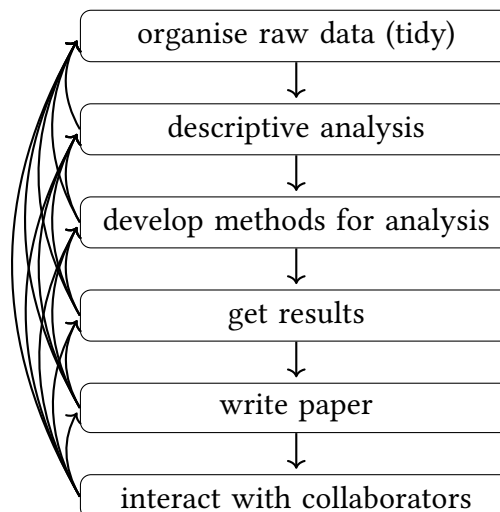 organise raw data (tidy)
descriptive analysis
develop methods for analysis
get results
write paper
interact with collaborators